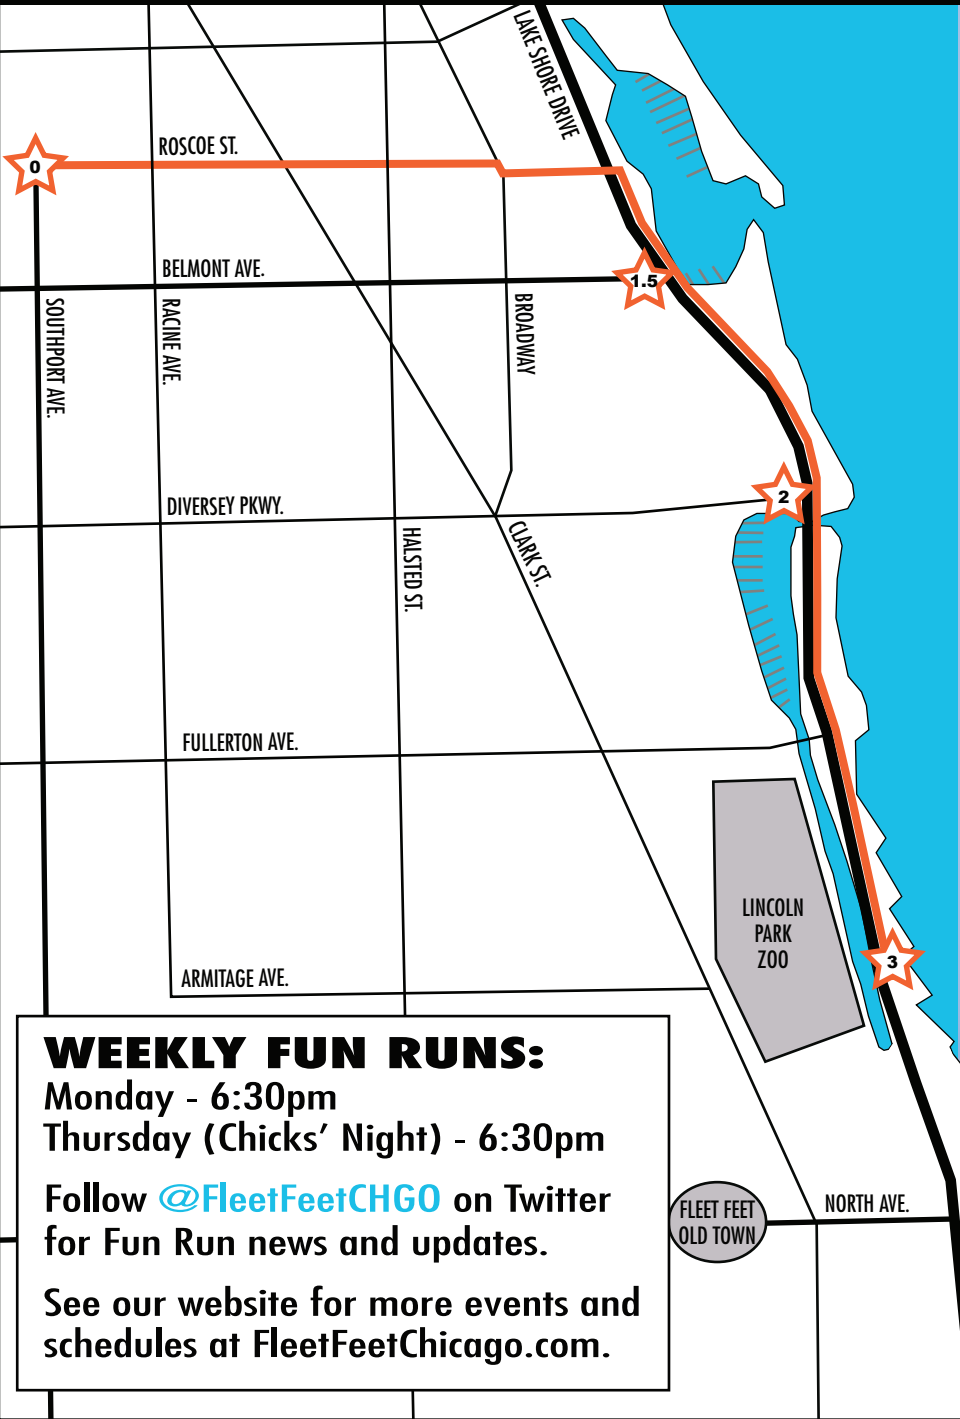 LAKE SHORE DRIVE
ROSCOE ST.
0
BELMONT AVE.
1.5
SOUTHPORT AVE.
RACINE AVE.
BROADWAY
DIVERSEY PKWY.
2
HALSTED ST.
CLARK ST.
FULLERTON AVE.
LINCOLN
PARK
ZOO
3
ARMITAGE AVE.
WEEKLY FUN RUNS:
Monday - 6:30pm
Thursday (Chicks' Night) - 6:30pm
Follow @FleetFeetCHGO on Twitter
for Fun Run news and updates.
See our website for more events and
schedules at FleetFeetChicago.com.
FLEET FEET
OLD TOWN
NORTH AVE.